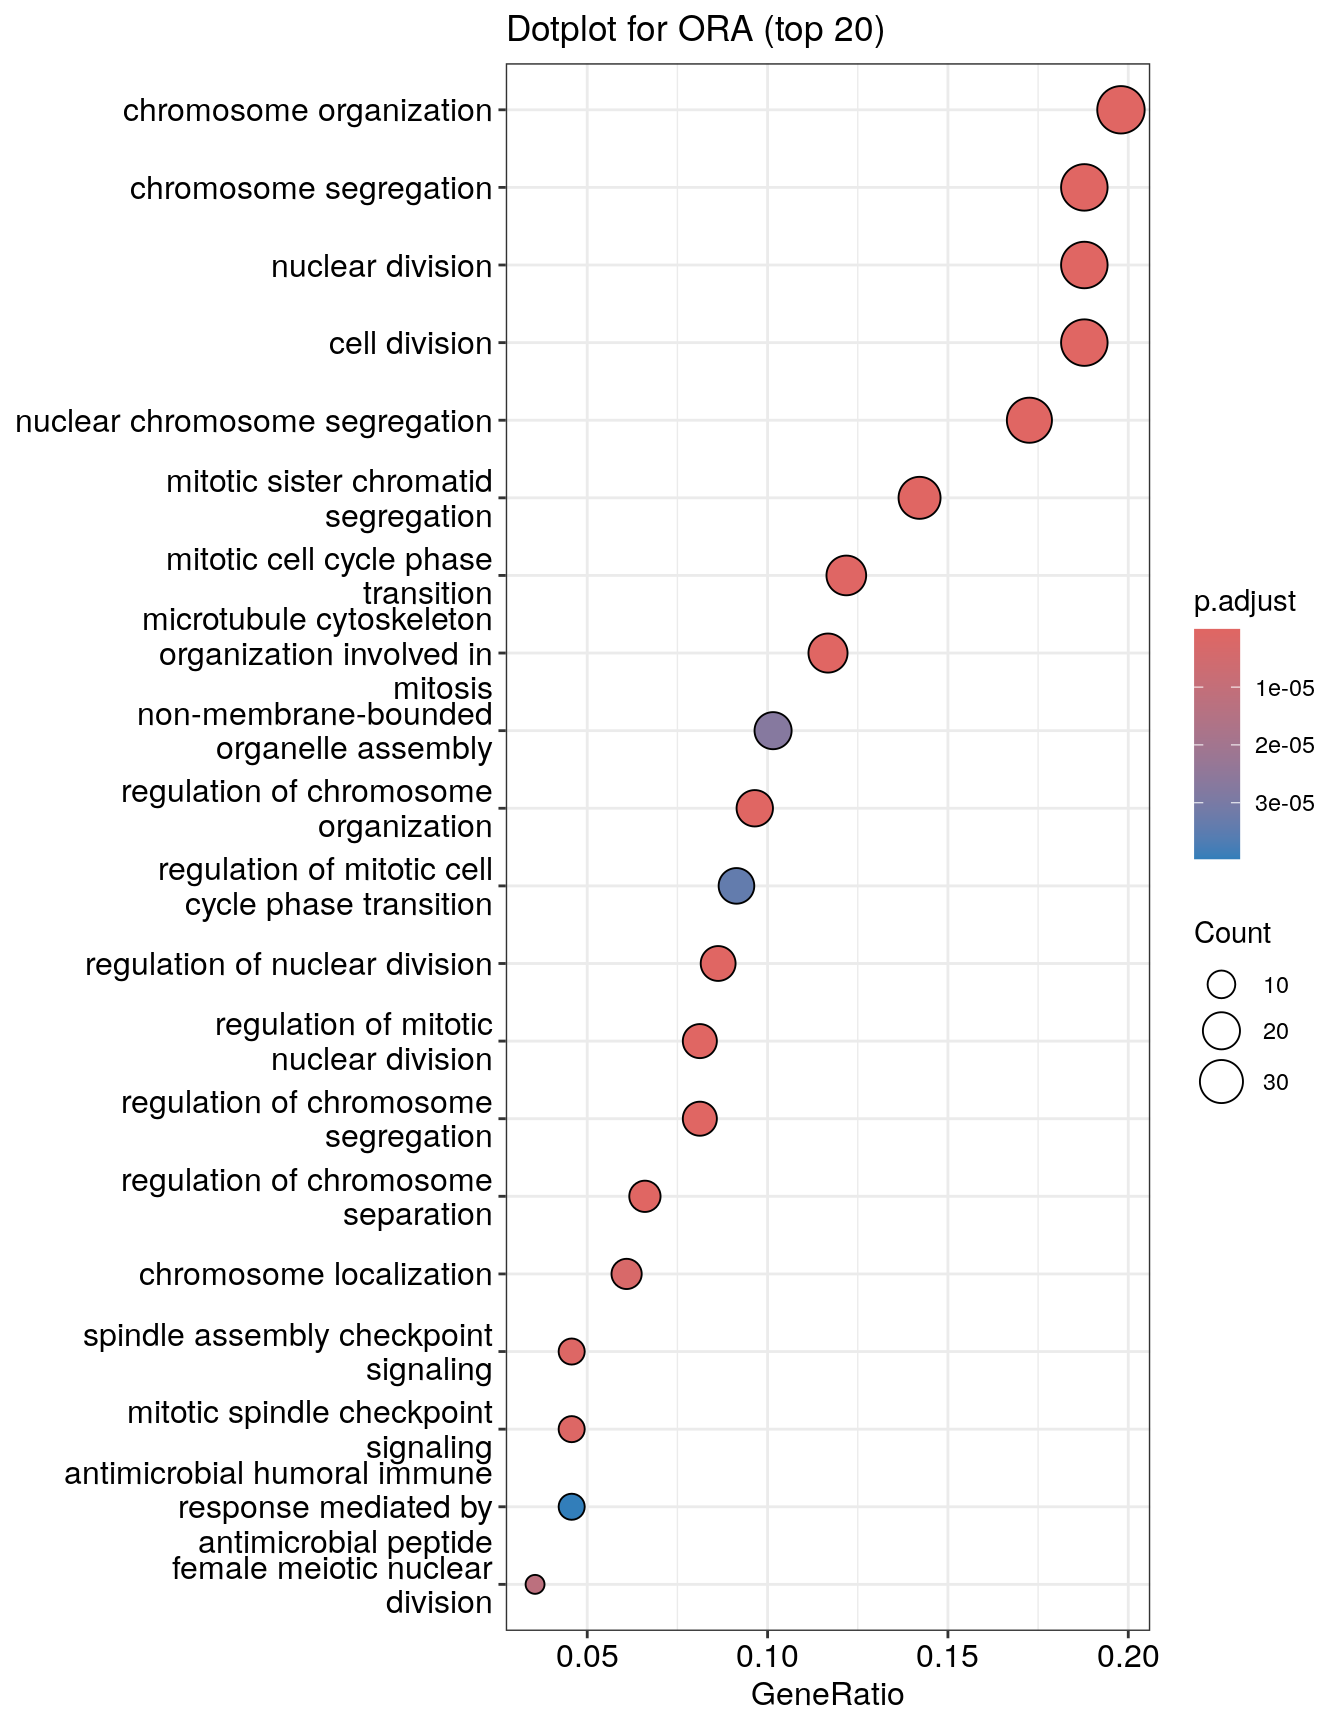 Dotplot for ORA (top 20)
chromosome organization
chromosome segregation
nuclear division
cell division
nuclear chromosome segregation
mitotic sister chromatid
segregation
mitotic cell cycle phase
transition
microtubule cytoskeleton
organization involved in
mitosis
non-membrane-bounded
organelle assembly
regulation of chromosome
organization
regulation of mitotic cell
cycle phase transition
regulation of nuclear division
regulation of mitotic
nuclear division
regulation of chromosome
segregation
regulation of chromosome
separation
chromosome localization
spindle assembly checkpoint
signaling
mitotic spindle checkpoint
signaling
antimicrobial humoral immune
response mediated by
antimicrobial peptide
female meiotic nuclear
division
0.05
0.10
0.15
0.20
GeneRatio
p.adjust
1e-05
2e-05
3e-05
Count
10
20
30